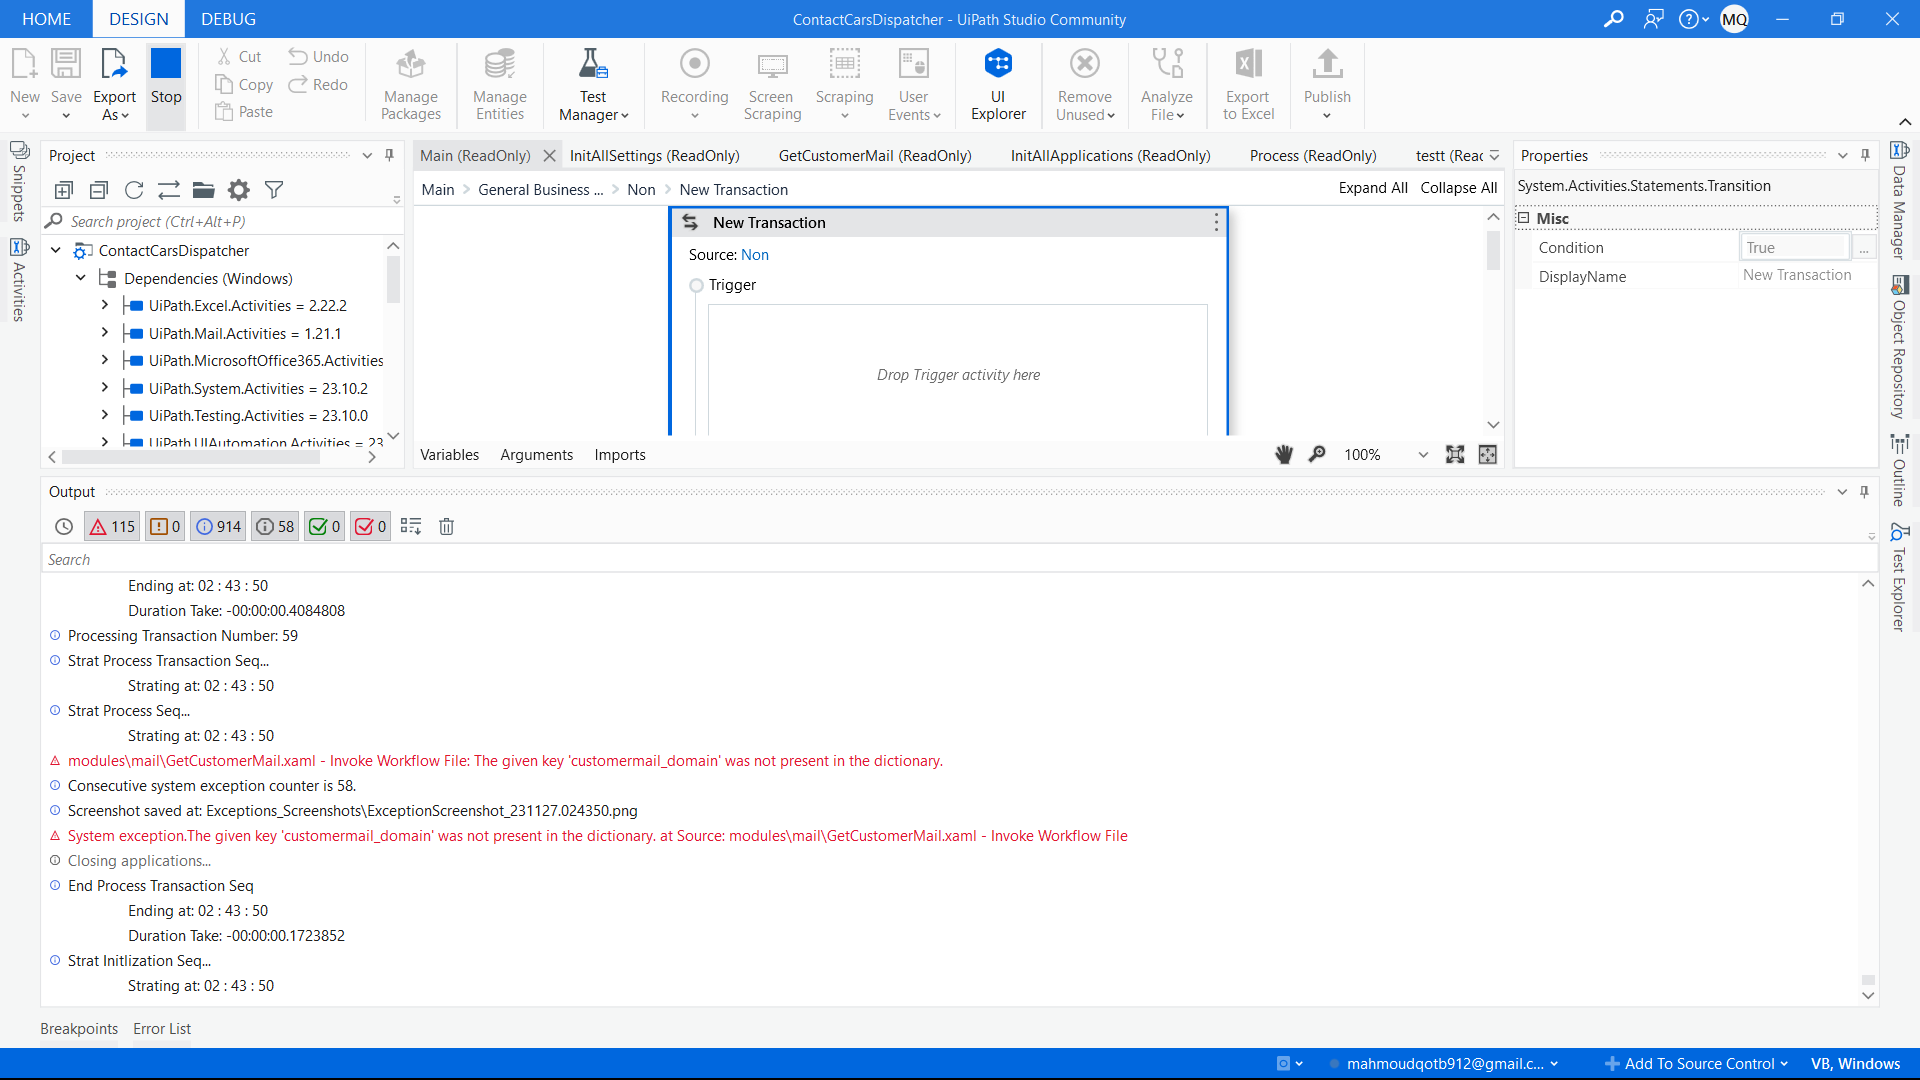 HOME DESIGN DEBUG
ContactCarsDispatcher - UiPath Studio Community
MQ
New Save Export As Stop
Cut Copy Paste Undo Redo
Manage Packages
Manage Entities
Test Manager
Recording
Screen Scraping
Scraping
User Events
UI Explorer
Remove Unused
Analyze File
Export to Excel
Publish
Snippets
Activities
Project
Search project (Ctrl+Alt+P)
ContactCarsDispatcher
Dependencies (Windows)
UiPath.Excel.Activities = 2.22.2
UiPath.Mail.Activities = 1.21.1
UiPath.MicrosoftOffice365.Activities
UiPath.System.Activities = 23.10.2
UiPath.Testing.Activities = 23.10.0
UiPath.UIAutomation.Activities = 23
Main (ReadOnly) InitAllSettings (ReadOnly) GetCustomerMail (ReadOnly) InitAllApplications (ReadOnly) Process (ReadOnly) testt (Reac
Main > General Business ... > Non > New Transaction
Expand All Collapse All
New Transaction
Source: Non
Trigger
Drop Trigger activity here
Variables Arguments Imports
100%
Properties
System.Activities.Statements.Transition
Misc
Condition True ...
DisplayName New Transaction
Data Manager
Object Repository
Outline
Test Explorer
Output
115 0 914 58 0 0
Search
Ending at: 02 : 43 : 50
Duration Take: -00:00:00.4084808
Processing Transaction Number: 59
Strat Process Transaction Seq...
Strating at: 02 : 43 : 50
Strat Process Seq...
Strating at: 02 : 43 : 50
modules\mail\GetCustomerMail.xaml - Invoke Workflow File: The given key 'customermail_domain' was not present in the dictionary.
Consecutive system exception counter is 58.
Screenshot saved at: Exceptions_Screenshots\ExceptionScreenshot_231127.024350.png
System exception.The given key 'customermail_domain' was not present in the dictionary. at Source: modules\mail\GetCustomerMail.xaml - Invoke Workflow File
Closing applications...
End Process Transaction Seq
Ending at: 02 : 43 : 50
Duration Take: -00:00:00.1723852
Strat Initlization Seq...
Strating at: 02 : 43 : 50
Breakpoints Error List
mahmoudqotb912@gmail.c...
Add To Source Control
VB, Windows